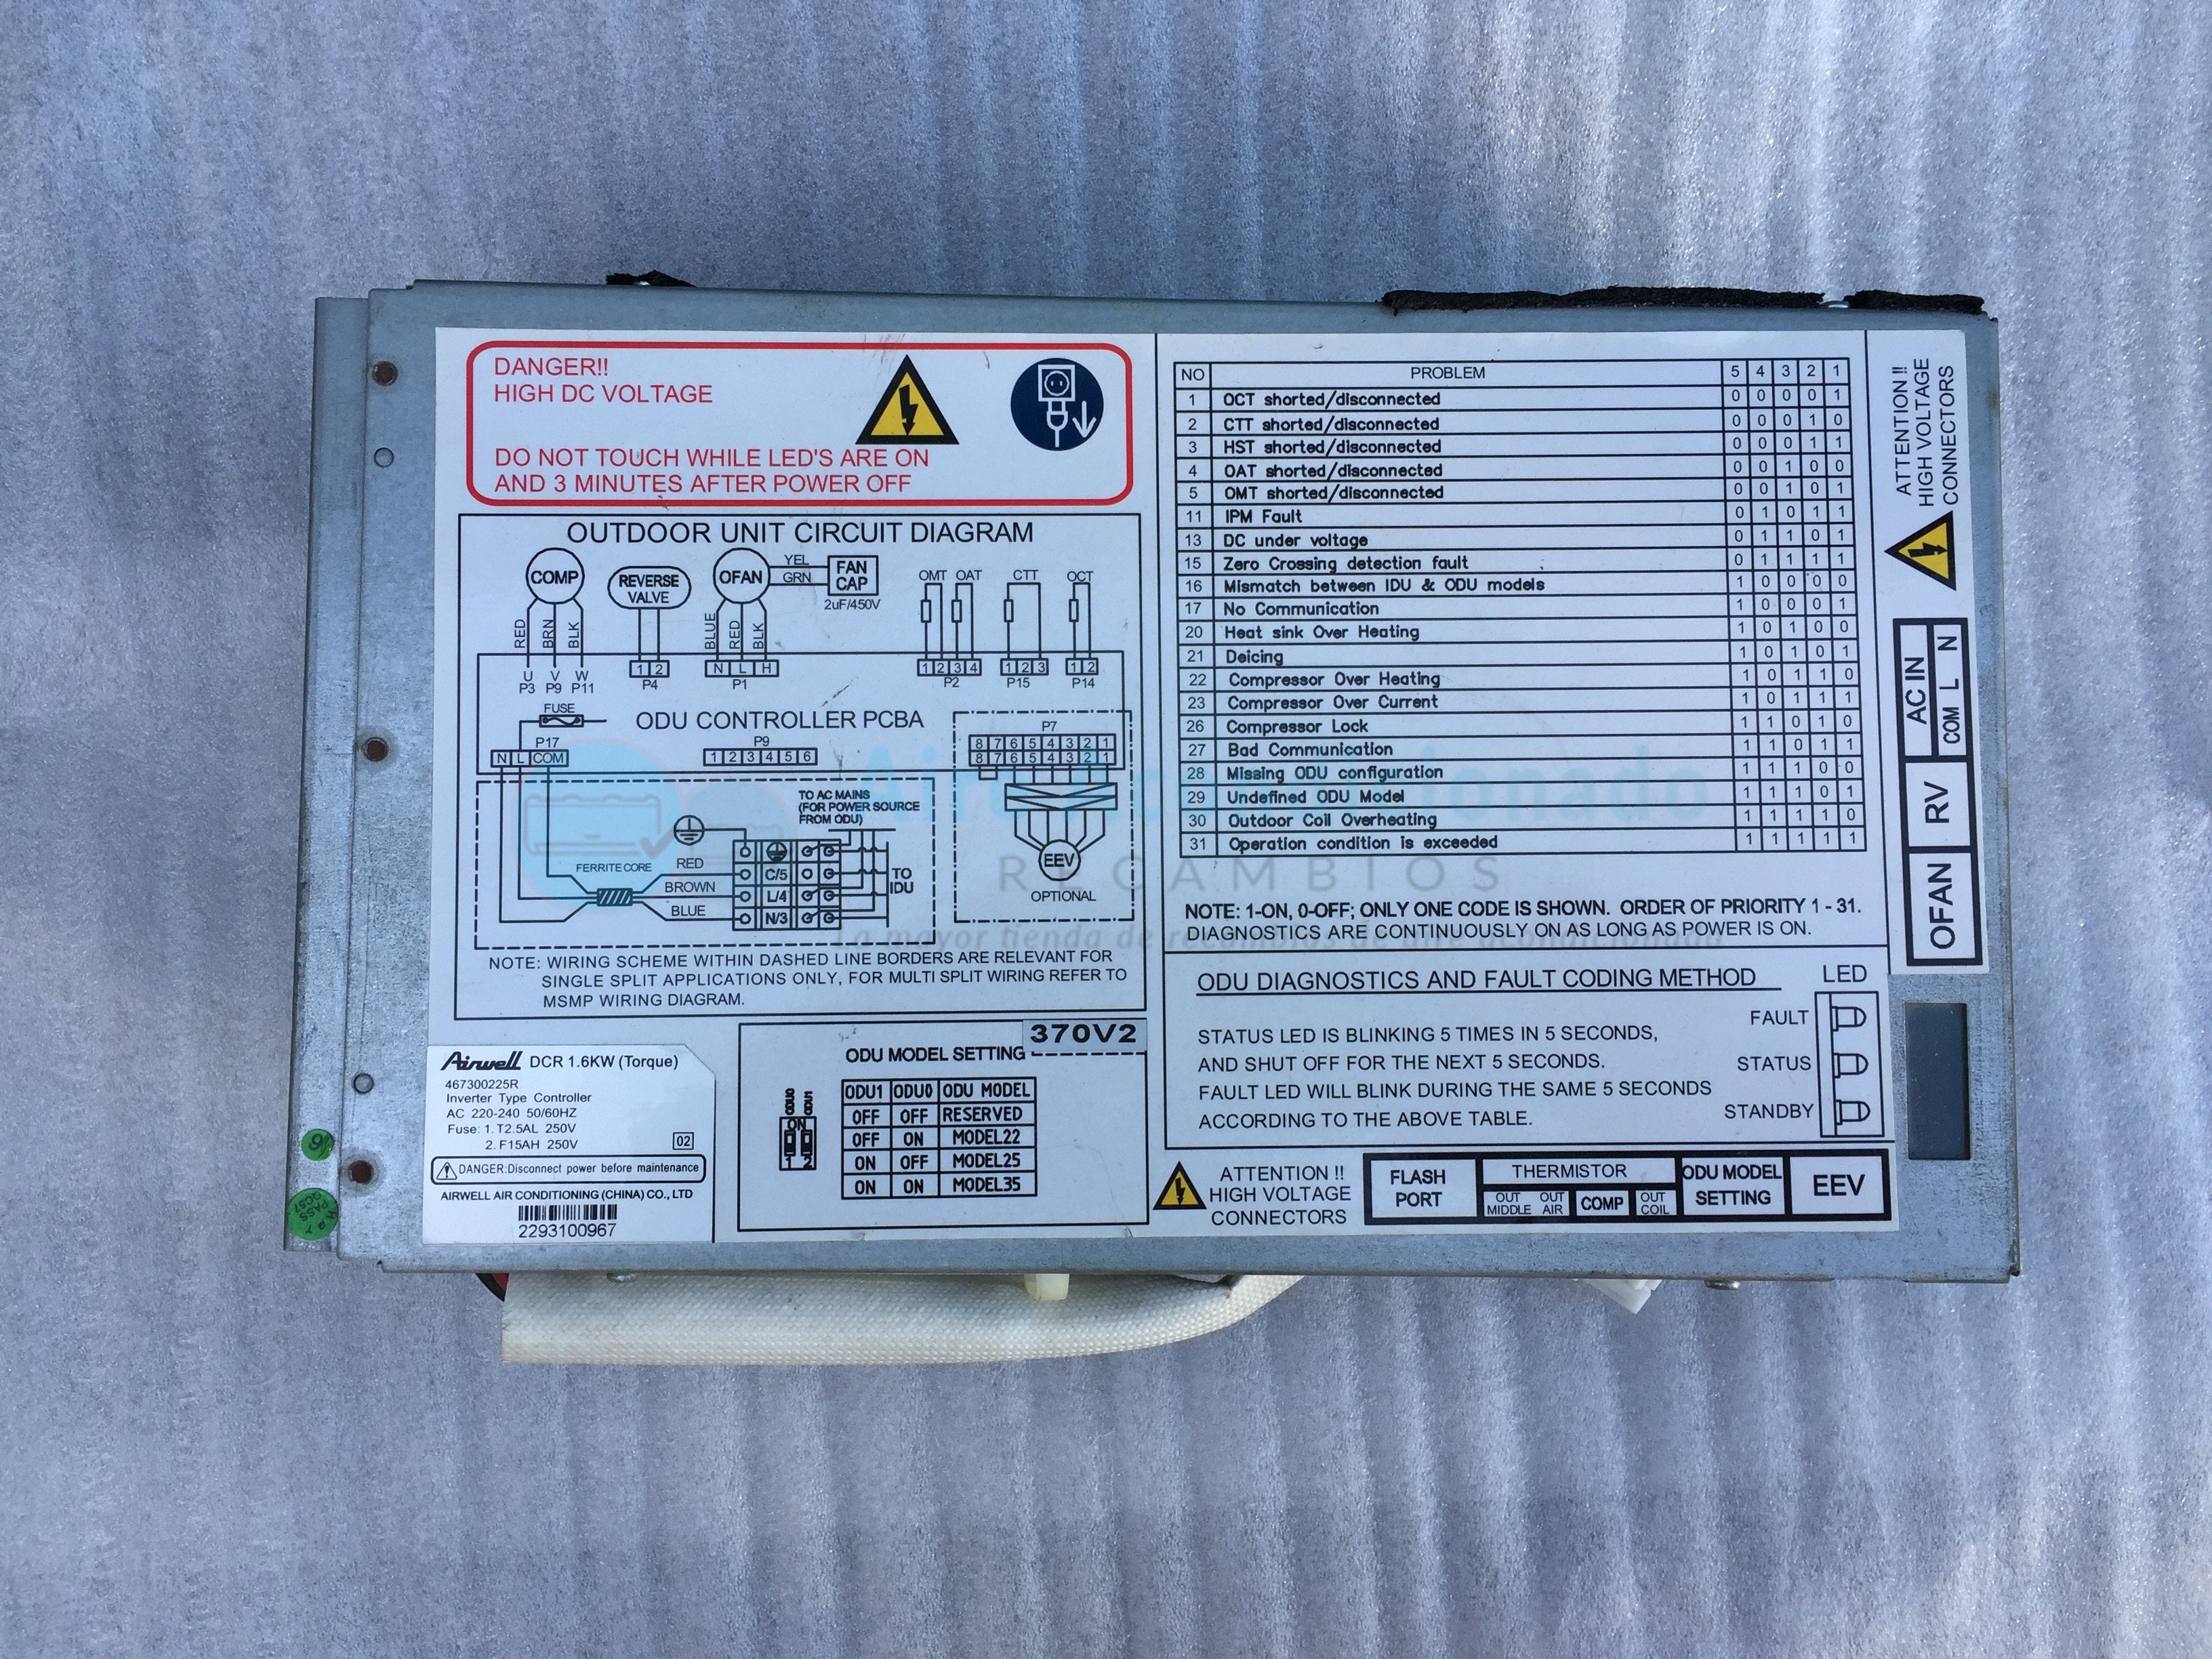 DANGER!!
HIGH DC VOLTAGE
DO NOT TOUCH WHILE LED'S ARE ON
AND 3 MINUTES AFTER POWER OFF
OUTDOOR UNIT CIRCUIT DIAGRAM
COMP
REVERSE
VALVE
OFAN
YEL
GRN
FAN
CAP
2uF/450V
OMT OAT CTT OCT
RED BRN BLK
BLUE RED BLK
U V W
P3 P9 P11
1 2
P4
N L H
P1
1 2 3 4
P2
1 2 3
P15
1 2
P14
FUSE
ODU CONTROLLER PCBA
P17
N L COM
P9
1 2 3 4 5 6
P7
8 7 6 5 4 3 2 1
8 7 6 5 4 3 2 1
TO AC MAINS
(FOR POWER SOURCE
FROM ODU)
FERRITE CORE
RED
BROWN
BLUE
C/5
L/4
N/3
TO
IDU
EEV
OPTIONAL
NOTE: WIRING SCHEME WITHIN DASHED LINE BORDERS ARE RELEVANT FOR
SINGLE SPLIT APPLICATIONS ONLY, FOR MULTI SPLIT WIRING REFER TO
MSMP WIRING DIAGRAM.
Airwell DCR 1.6KW (Torque)
467300225R
Inverter Type Controller
AC 220-240 50/60HZ
Fuse: 1. T2.5AL 250V
2. F15AH 250V
02
DANGER:Disconnect power before maintenance
AIRWELL AIR CONDITIONING (CHINA) CO., LTD
2293100967
370V2
ODU MODEL SETTING
ON
1 2
ODU1 ODU0 ODU MODEL
OFF OFF RESERVED
OFF ON MODEL22
ON OFF MODEL25
ON ON MODEL35
NO PROBLEM 5 4 3 2 1
1 OCT shorted/disconnected 0 0 0 0 1
2 CTT shorted/disconnected 0 0 0 1 0
3 HST shorted/disconnected 0 0 0 1 1
4 OAT shorted/disconnected 0 0 1 0 0
5 OMT shorted/disconnected 0 0 1 0 1
11 IPM Fault 0 1 0 1 1
13 DC under voltage 0 1 1 0 1
15 Zero Crossing detection fault 0 1 1 1 1
16 Mismatch between IDU & ODU models 1 0 0 0 0
17 No Communication 1 0 0 0 1
20 Heat sink Over Heating 1 0 1 0 0
21 Deicing 1 0 1 0 1
22 Compressor Over Heating 1 0 1 1 0
23 Compressor Over Current 1 0 1 1 1
26 Compressor Lock 1 1 0 1 0
27 Bad Communication 1 1 0 1 1
28 Missing ODU configuration 1 1 1 0 0
29 Undefined ODU Model 1 1 1 0 1
30 Outdoor Coil Overheating 1 1 1 1 0
31 Operation condition is exceeded 1 1 1 1 1
NOTE: 1-ON, 0-OFF; ONLY ONE CODE IS SHOWN. ORDER OF PRIORITY 1 - 31.
DIAGNOSTICS ARE CONTINUOUSLY ON AS LONG AS POWER IS ON.
ODU DIAGNOSTICS AND FAULT CODING METHOD
STATUS LED IS BLINKING 5 TIMES IN 5 SECONDS,
AND SHUT OFF FOR THE NEXT 5 SECONDS.
FAULT LED WILL BLINK DURING THE SAME 5 SECONDS
ACCORDING TO THE ABOVE TABLE.
LED
FAULT
STATUS
STANDBY
ATTENTION !!
HIGH VOLTAGE
CONNECTORS
FLASH
PORT
THERMISTOR
OUT
MIDDLE
OUT
AIR
COMP
OUT
COIL
ODU MODEL
SETTING
EEV
ATTENTION !!
HIGH VOLTAGE
CONNECTORS
AC IN
COM L N
RV
OFAN
Aire Acondicionado
RECAMBIOS
La mayor tienda de recambios de aire acondicionado
PASS